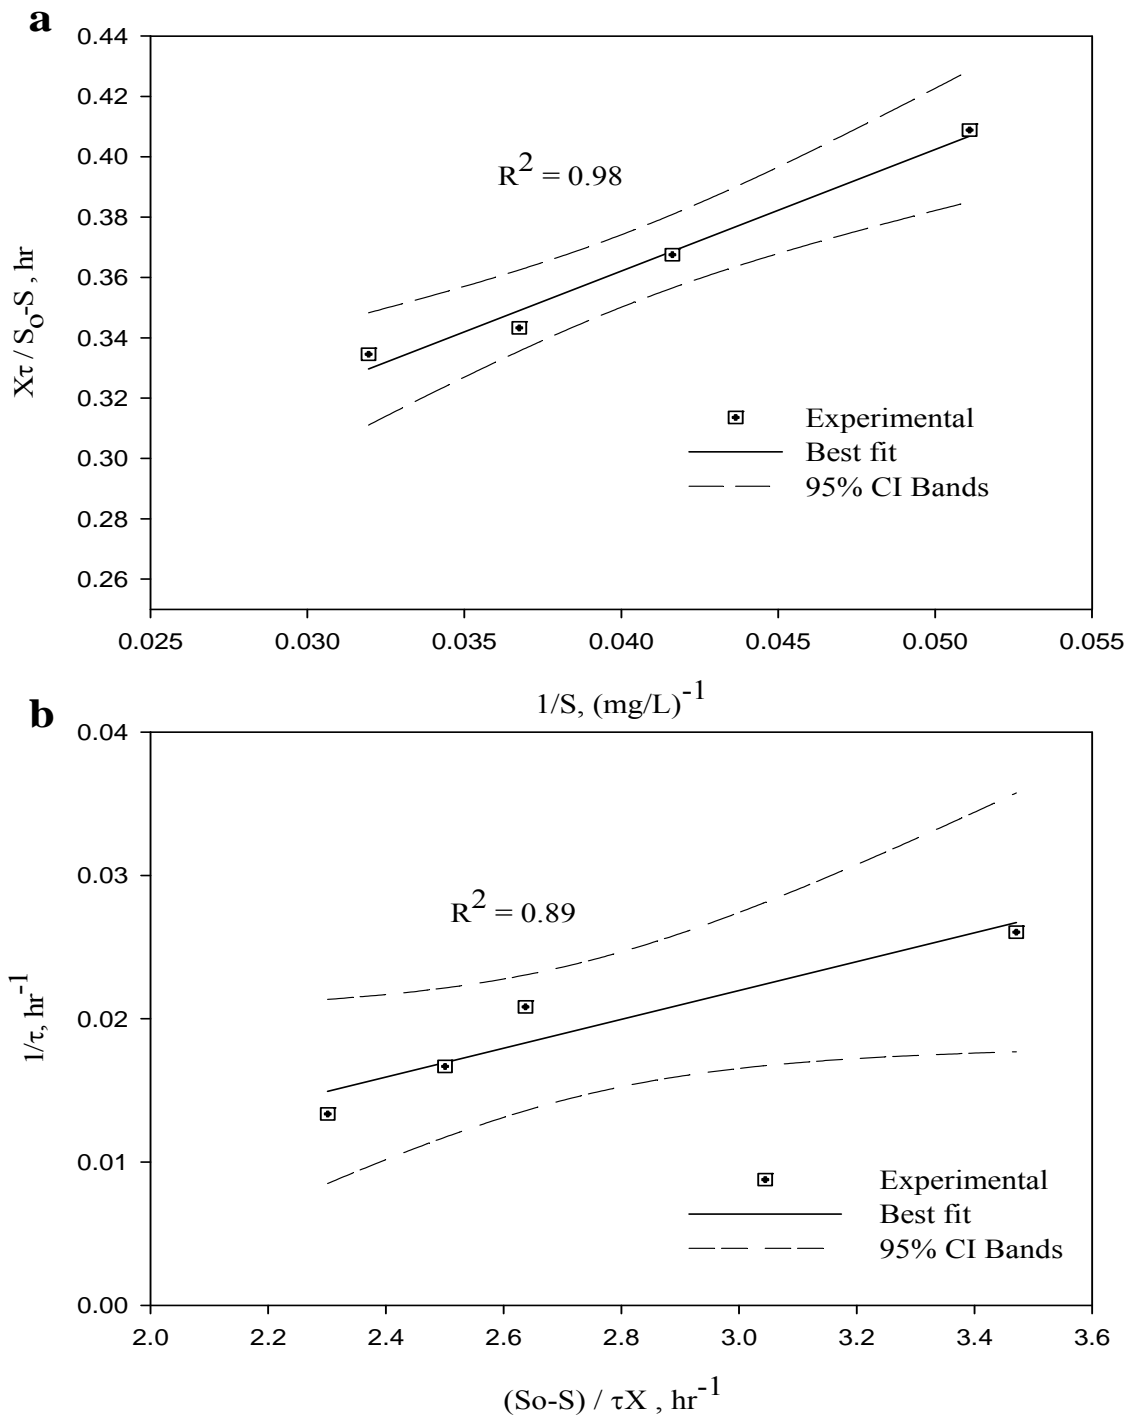 a
0.44
0.42
0.40
0.38
0.36
0.34
0.32
0.30
0.28
0.26
Xτ / So-S , hr
R2 = 0.98
Experimental
Best fit
95% CI Bands
0.025 0.030 0.035 0.040 0.045 0.050 0.055
1/S, (mg/L)-1
b
0.04
0.03
0.02
0.01
0.00
1/τ, hr-1
R2 = 0.89
Experimental
Best fit
95% CI Bands
2.0 2.2 2.4 2.6 2.8 3.0 3.2 3.4 3.6
(So-S) / τX , hr-1